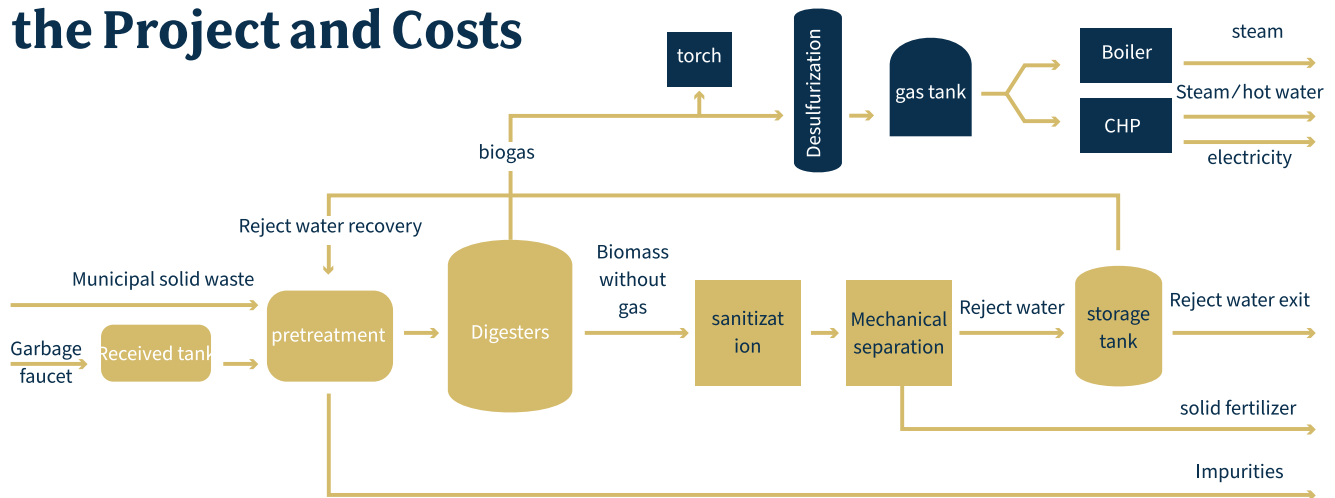 the Project and Costs
torch
Desulfurization
gas tank
Boiler
steam
Steam/hot water
CHP
electricity
biogas
Reject water recovery
Municipal solid waste
Garbage
faucet
Received tank
pretreatment
Digesters
Biomass
without
gas
sanitizat
ion
Mechanical
separation
Reject water
storage
tank
Reject water exit
solid fertilizer
Impurities